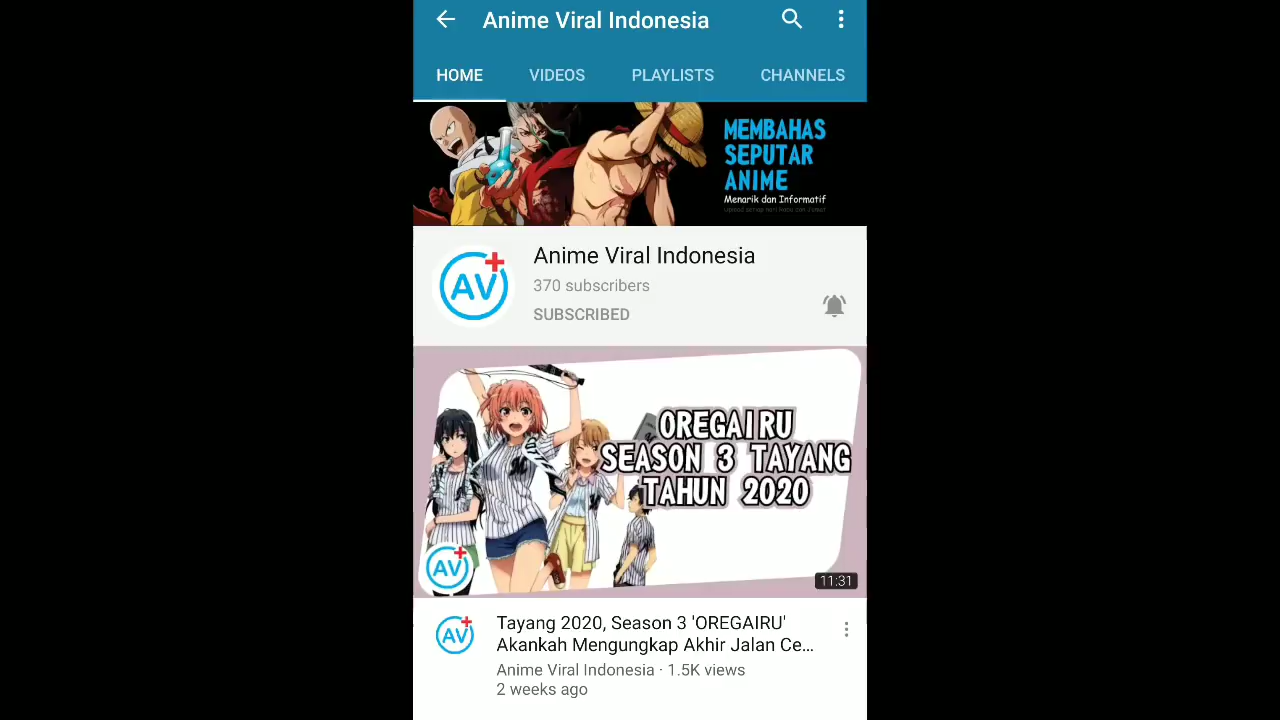 Anime Viral Indonesia
HOME VIDEOS PLAYLISTS CHANNELS
MEMBAHAS
SEPUTAR
ANIME
Menarik dan Informatif
Anime Viral Indonesia
370 subscribers
SUBSCRIBED
AV
OREGAIRU
SEASON 3 TAYANG
TAHUN 2020
AV
11:31
AV
Tayang 2020, Season 3 'OREGAIRU'
Akankah Mengungkap Akhir Jalan Ce...
Anime Viral Indonesia · 1.5K views
2 weeks ago